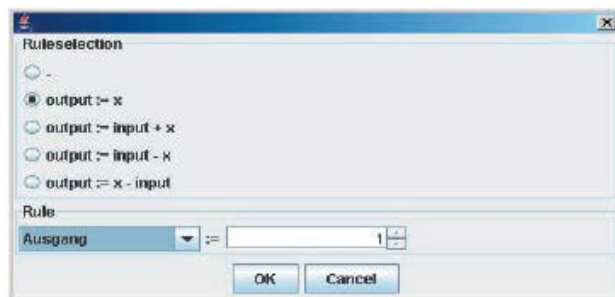 Ruleselection
-
output := x
output := input + x
output := input - x
output := x - input
Rule
Ausgang := 1
OK Cancel